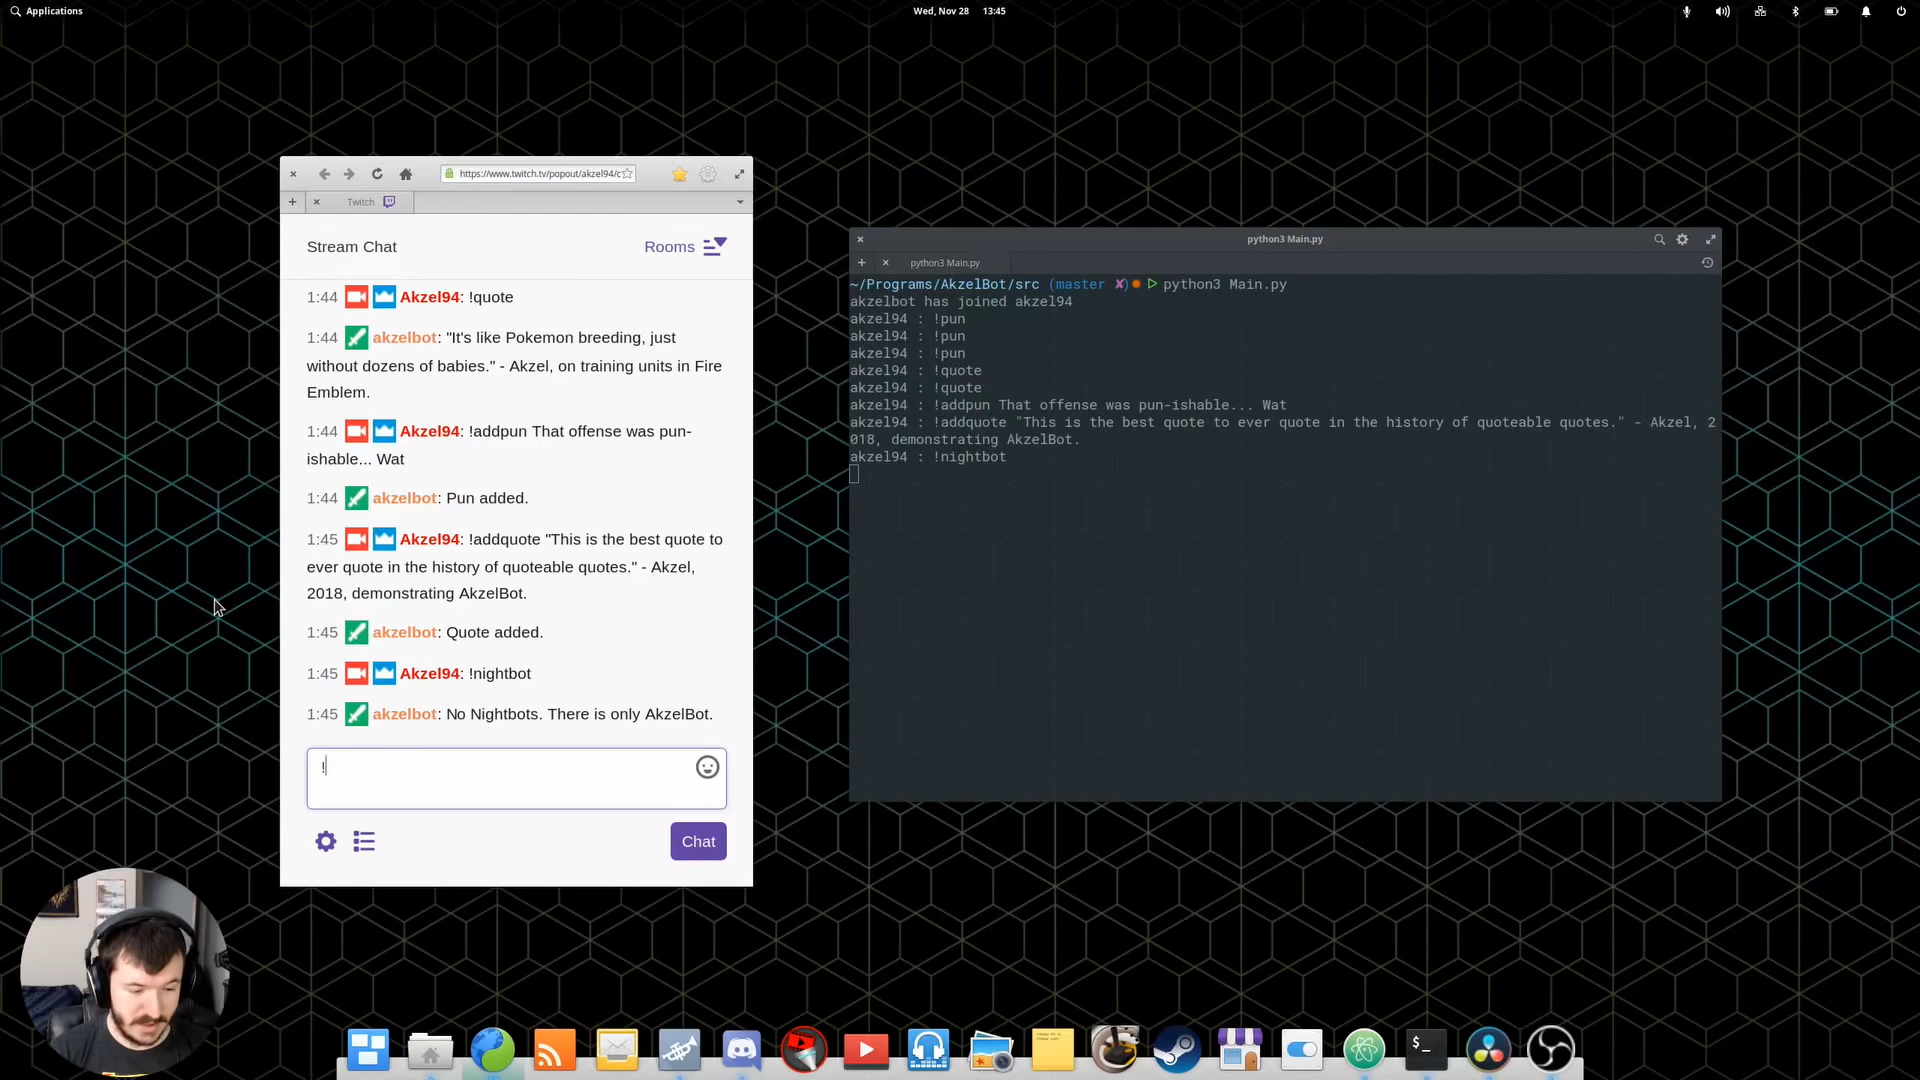 Applications
Wed, Nov 28 13:45
https://www.twitch.tv/popout/akzel94/c
Twitch
Stream Chat
Rooms
1:44 Akzel94: !quote
1:44 akzelbot: "It's like Pokemon breeding, just
without dozens of babies." - Akzel, on training units in Fire
Emblem.
1:44 Akzel94: !addpun That offense was pun-
ishable... Wat
1:44 akzelbot: Pun added.
1:45 Akzel94: !addquote "This is the best quote to
ever quote in the history of quoteable quotes." - Akzel,
2018, demonstrating AkzelBot.
1:45 akzelbot: Quote added.
1:45 Akzel94: !nightbot
1:45 akzelbot: No Nightbots. There is only AkzelBot.
!
Chat
python3 Main.py
python3 Main.py
~/Programs/AkzelBot/src (master ✘)● ▷ python3 Main.py
akzelbot has joined akzel94
akzel94 : !pun
akzel94 : !pun
akzel94 : !pun
akzel94 : !quote
akzel94 : !quote
akzel94 : !addpun That offense was pun-ishable... Wat
akzel94 : !addquote "This is the best quote to ever quote in the history of quoteable quotes." - Akzel, 2
018, demonstrating AkzelBot.
akzel94 : !nightbot
$ _